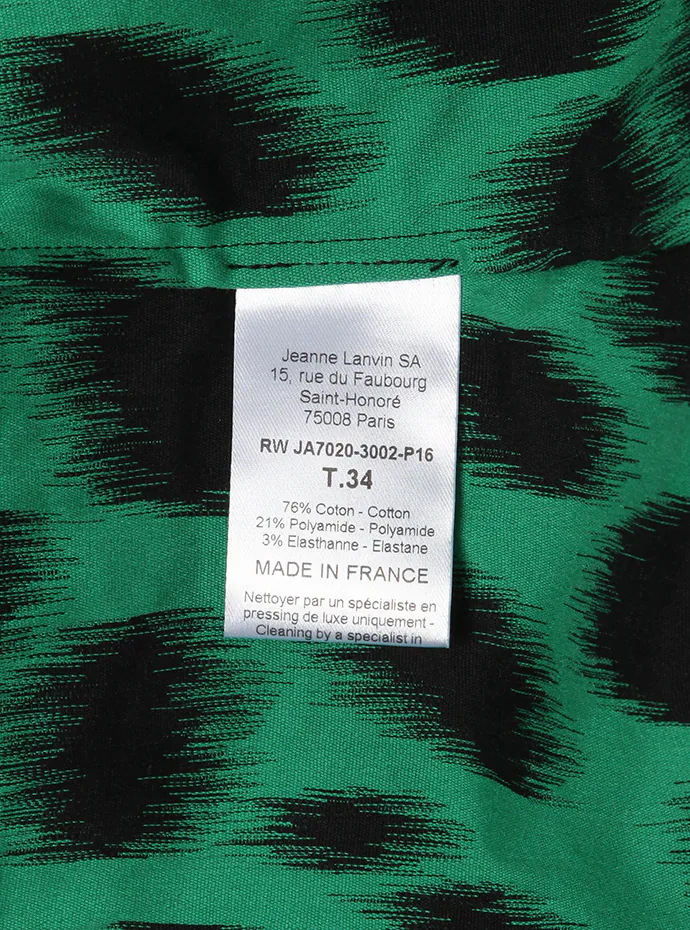 Jeanne Lanvin SA
15, rue du Faubourg
Saint-Honoré
75008 Paris
RW JA7020-3002-P16
T.34
76% Coton - Cotton
21% Polyamide - Polyamide
3% Elasthanne - Elastane
MADE IN FRANCE
Nettoyer par un spécialiste en
pressing de luxe uniquement -
Cleaning by a specialist in